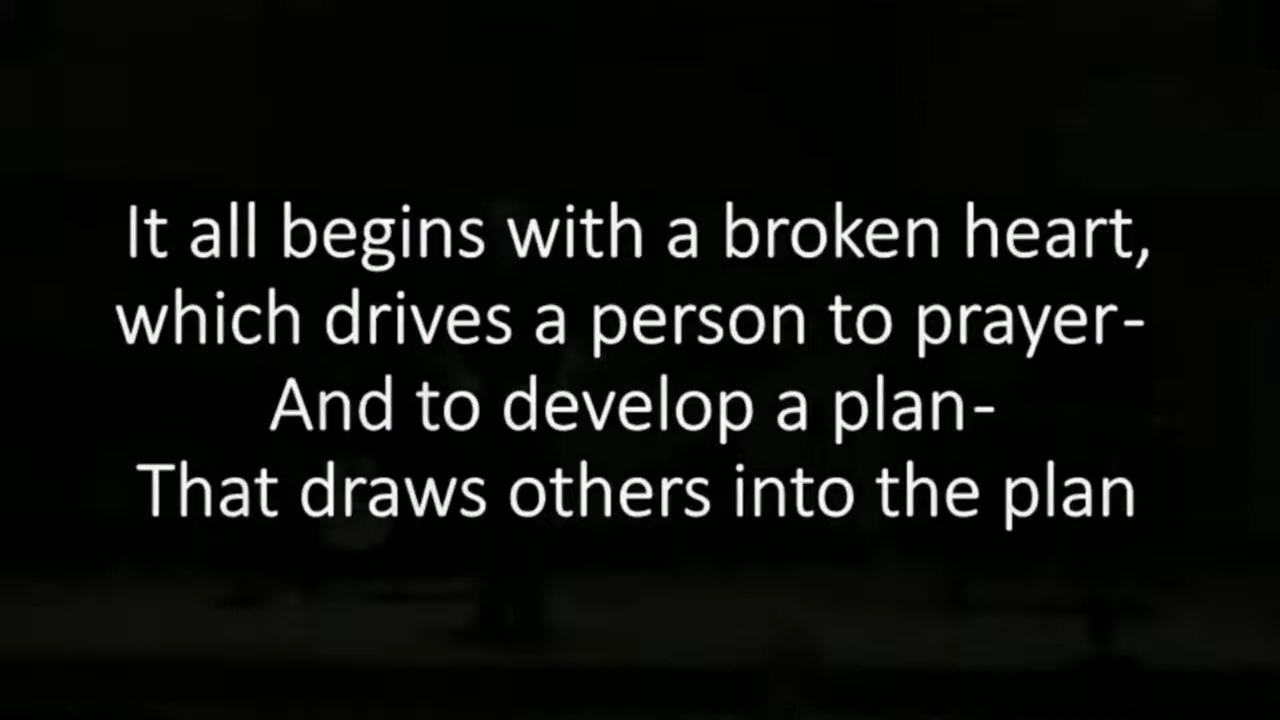 It all begins with a broken heart,
which drives a person to prayer-
And to develop a plan-
That draws others into the plan